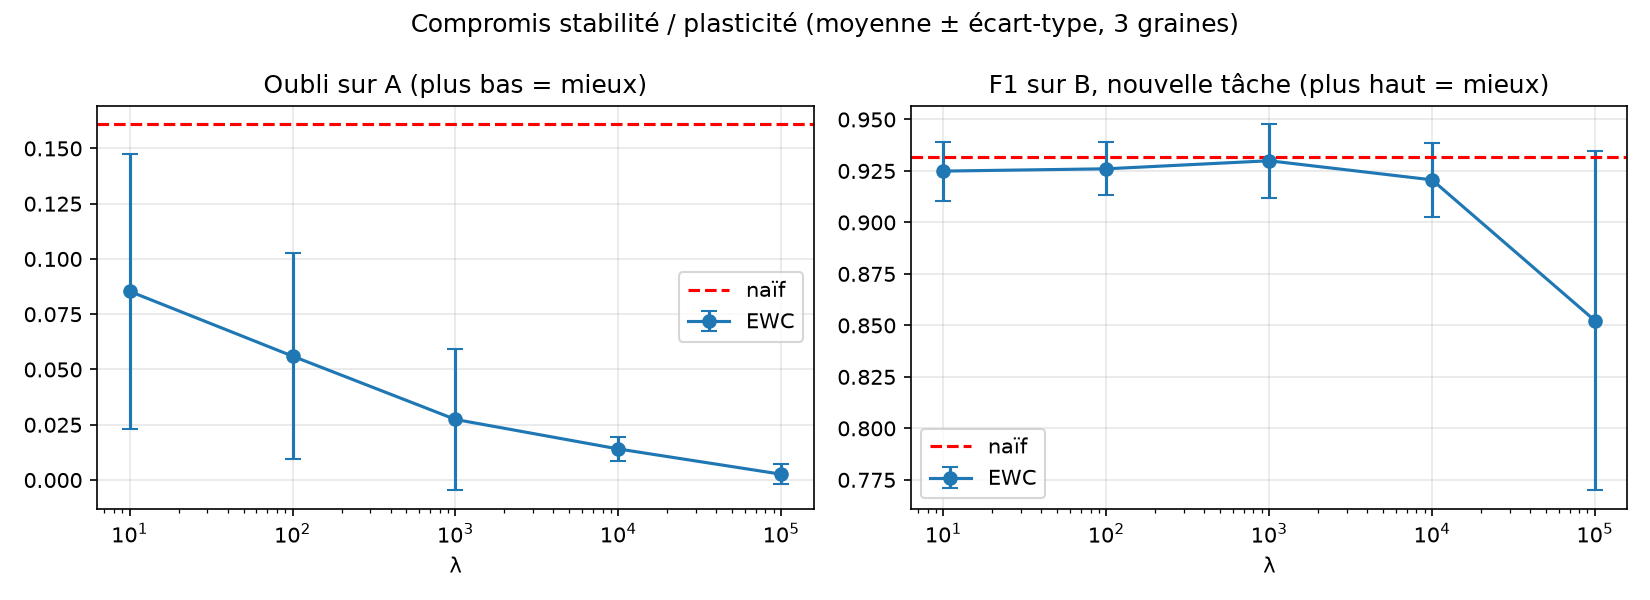 Compromis stabilité / plasticité (moyenne ± écart-type, 3 graines)
Oubli sur A (plus bas = mieux)
0.150
0.125
0.100
0.075
0.050
0.025
0.000
naïf
EWC
10¹
10²
10³
10⁴
10⁵
λ
F1 sur B, nouvelle tâche (plus haut = mieux)
0.950
0.925
0.900
0.875
0.850
0.825
0.800
0.775
naïf
EWC
10¹
10²
10³
10⁴
10⁵
λ